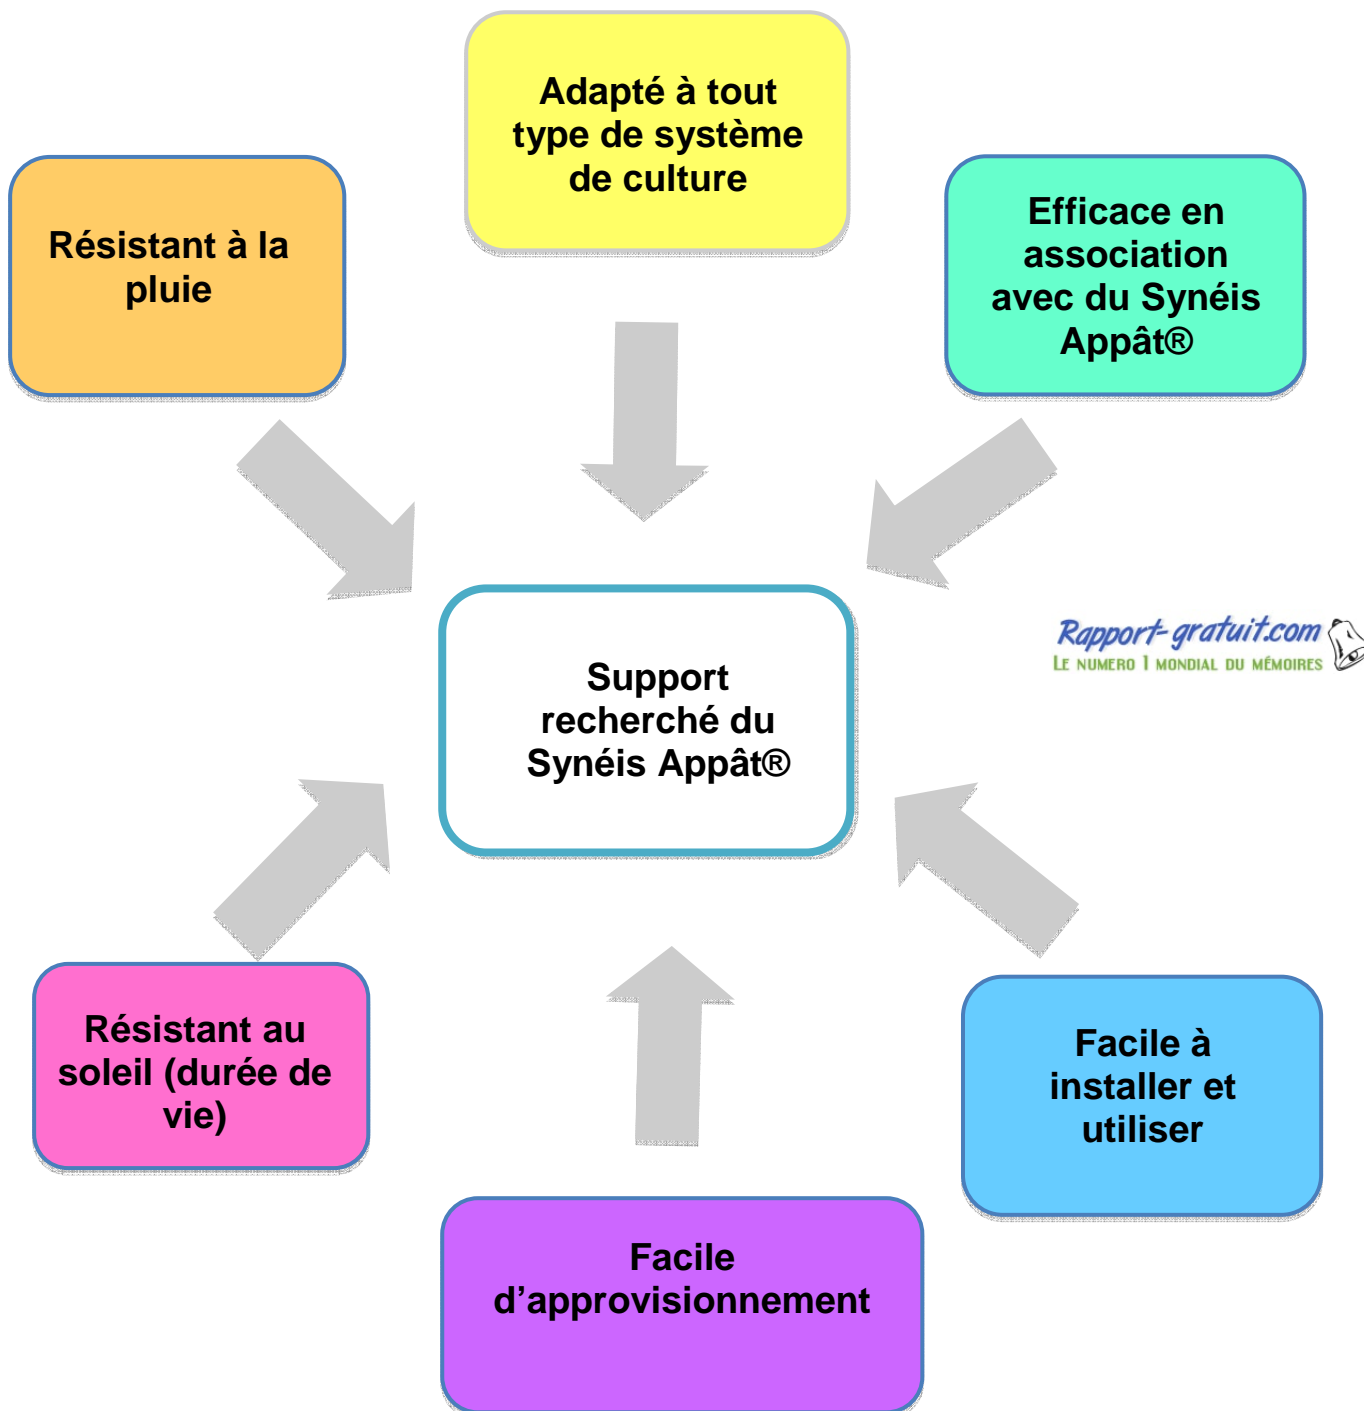 Adapté à tout
type de système
de culture
Résistant à la
pluie
Efficace en
association
avec du Synéis
Appât®
Rapport-gratuit.com
LE NUMERO 1 MONDIAL DU MÉMOIRES
Support
recherché du
Synéis Appât®
Résistant au
soleil (durée de
vie)
Facile à
installer et
utiliser
Facile
d’approvisionnement